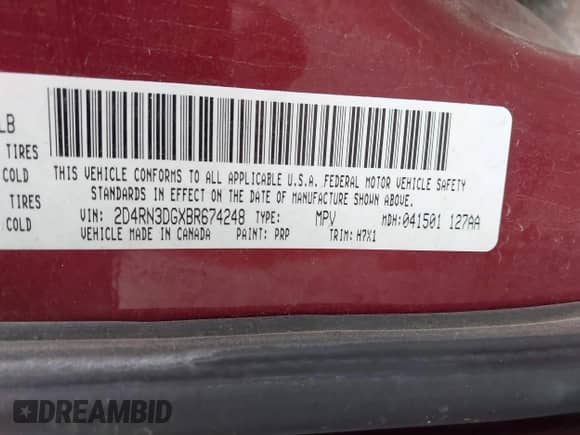 LB
TIRES
COLD
TIRES
COLD
THIS VEHICLE CONFORMS TO ALL APPLICABLE U.S.A. FEDERAL MOTOR VEHICLE SAFETY
STANDARDS IN EFFECT ON THE DATE OF MANUFACTURE SHOWN ABOVE.
VIN: 2D4RN3DGXBR674248 TYPE: MPV MDH:041501 127AA
VEHICLE MADE IN CANADA PAINT: PRP TRIM: H7X1
DREAMBID